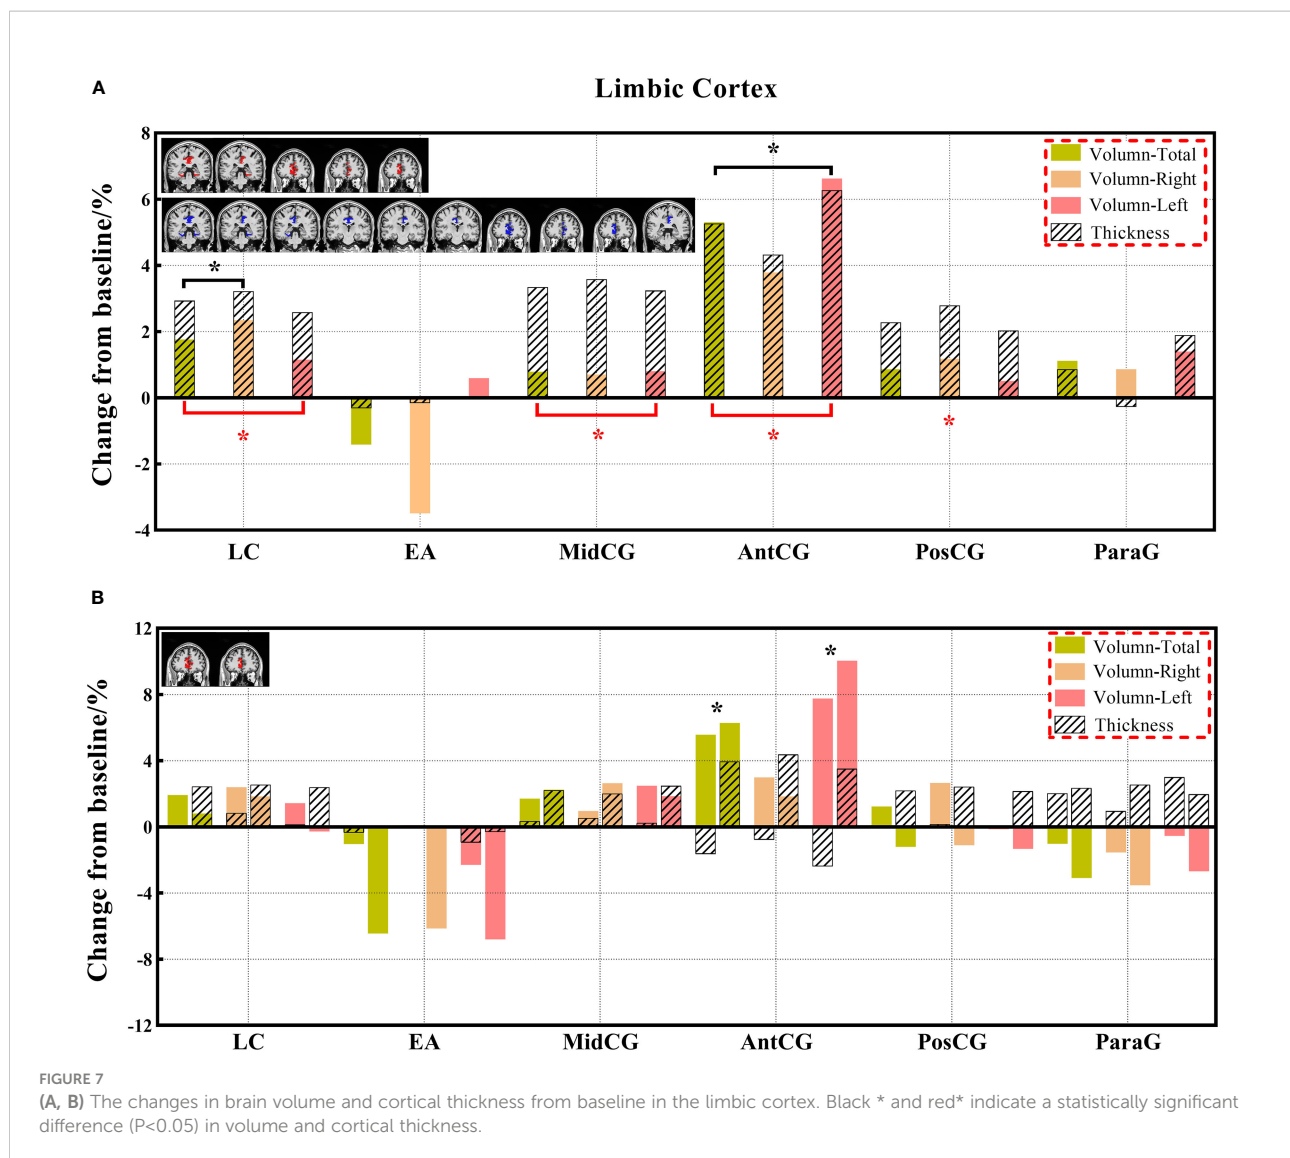 A
Limbic Cortex
Change from baseline/%
8
6
4
2
0
-2
-4
*
*
*
*
*
*
Volumn-Total
Volumn-Right
Volumn-Left
Thickness
LC EA MidCG AntCG PosCG ParaG
B
Change from baseline/%
12
8
4
0
-4
-8
-12
*
*
Volumn-Total
Volumn-Right
Volumn-Left
Thickness
LC EA MidCG AntCG PosCG ParaG
FIGURE 7
(A, B) The changes in brain volume and cortical thickness from baseline in the limbic cortex. Black * and red* indicate a statistically significant
difference (P<0.05) in volume and cortical thickness.